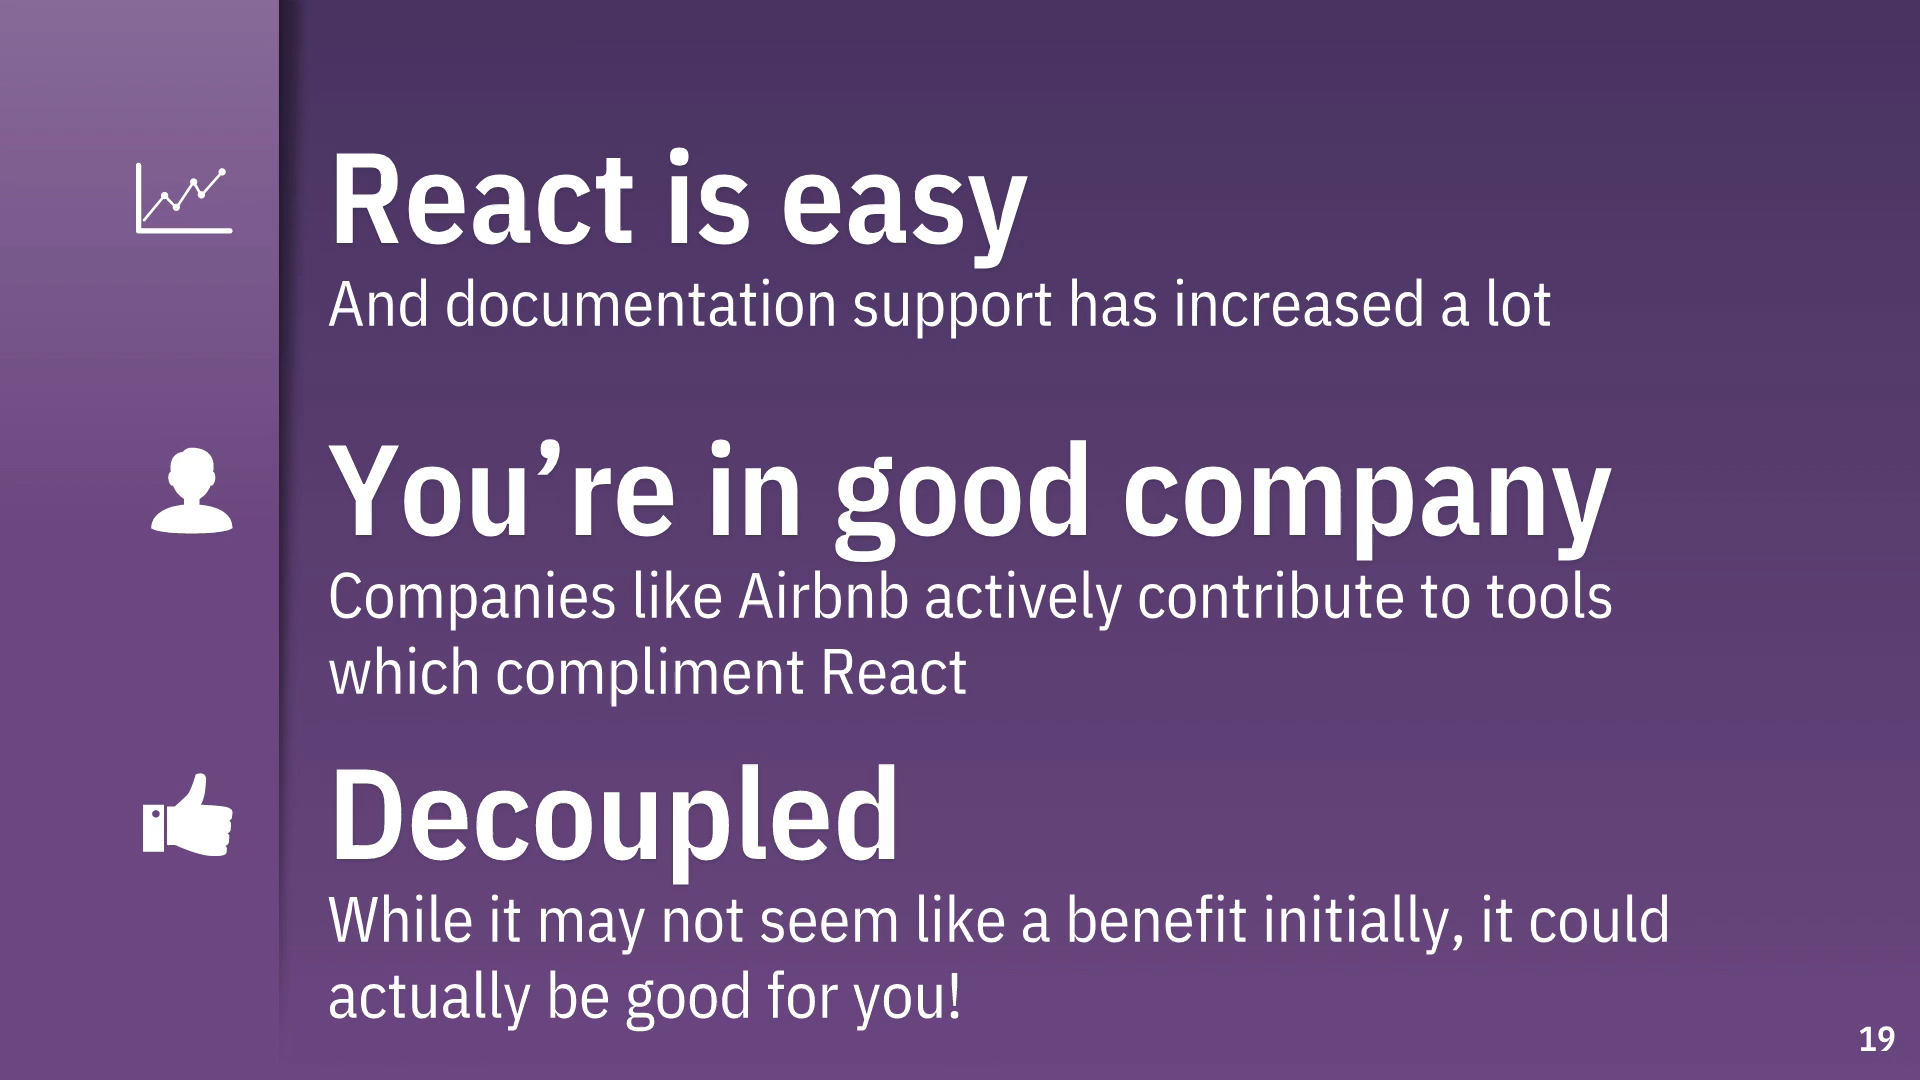 React is easy
And documentation support has increased a lot
You’re in good company
Companies like Airbnb actively contribute to tools
which compliment React
Decoupled
While it may not seem like a benefit initially, it could
actually be good for you!
19